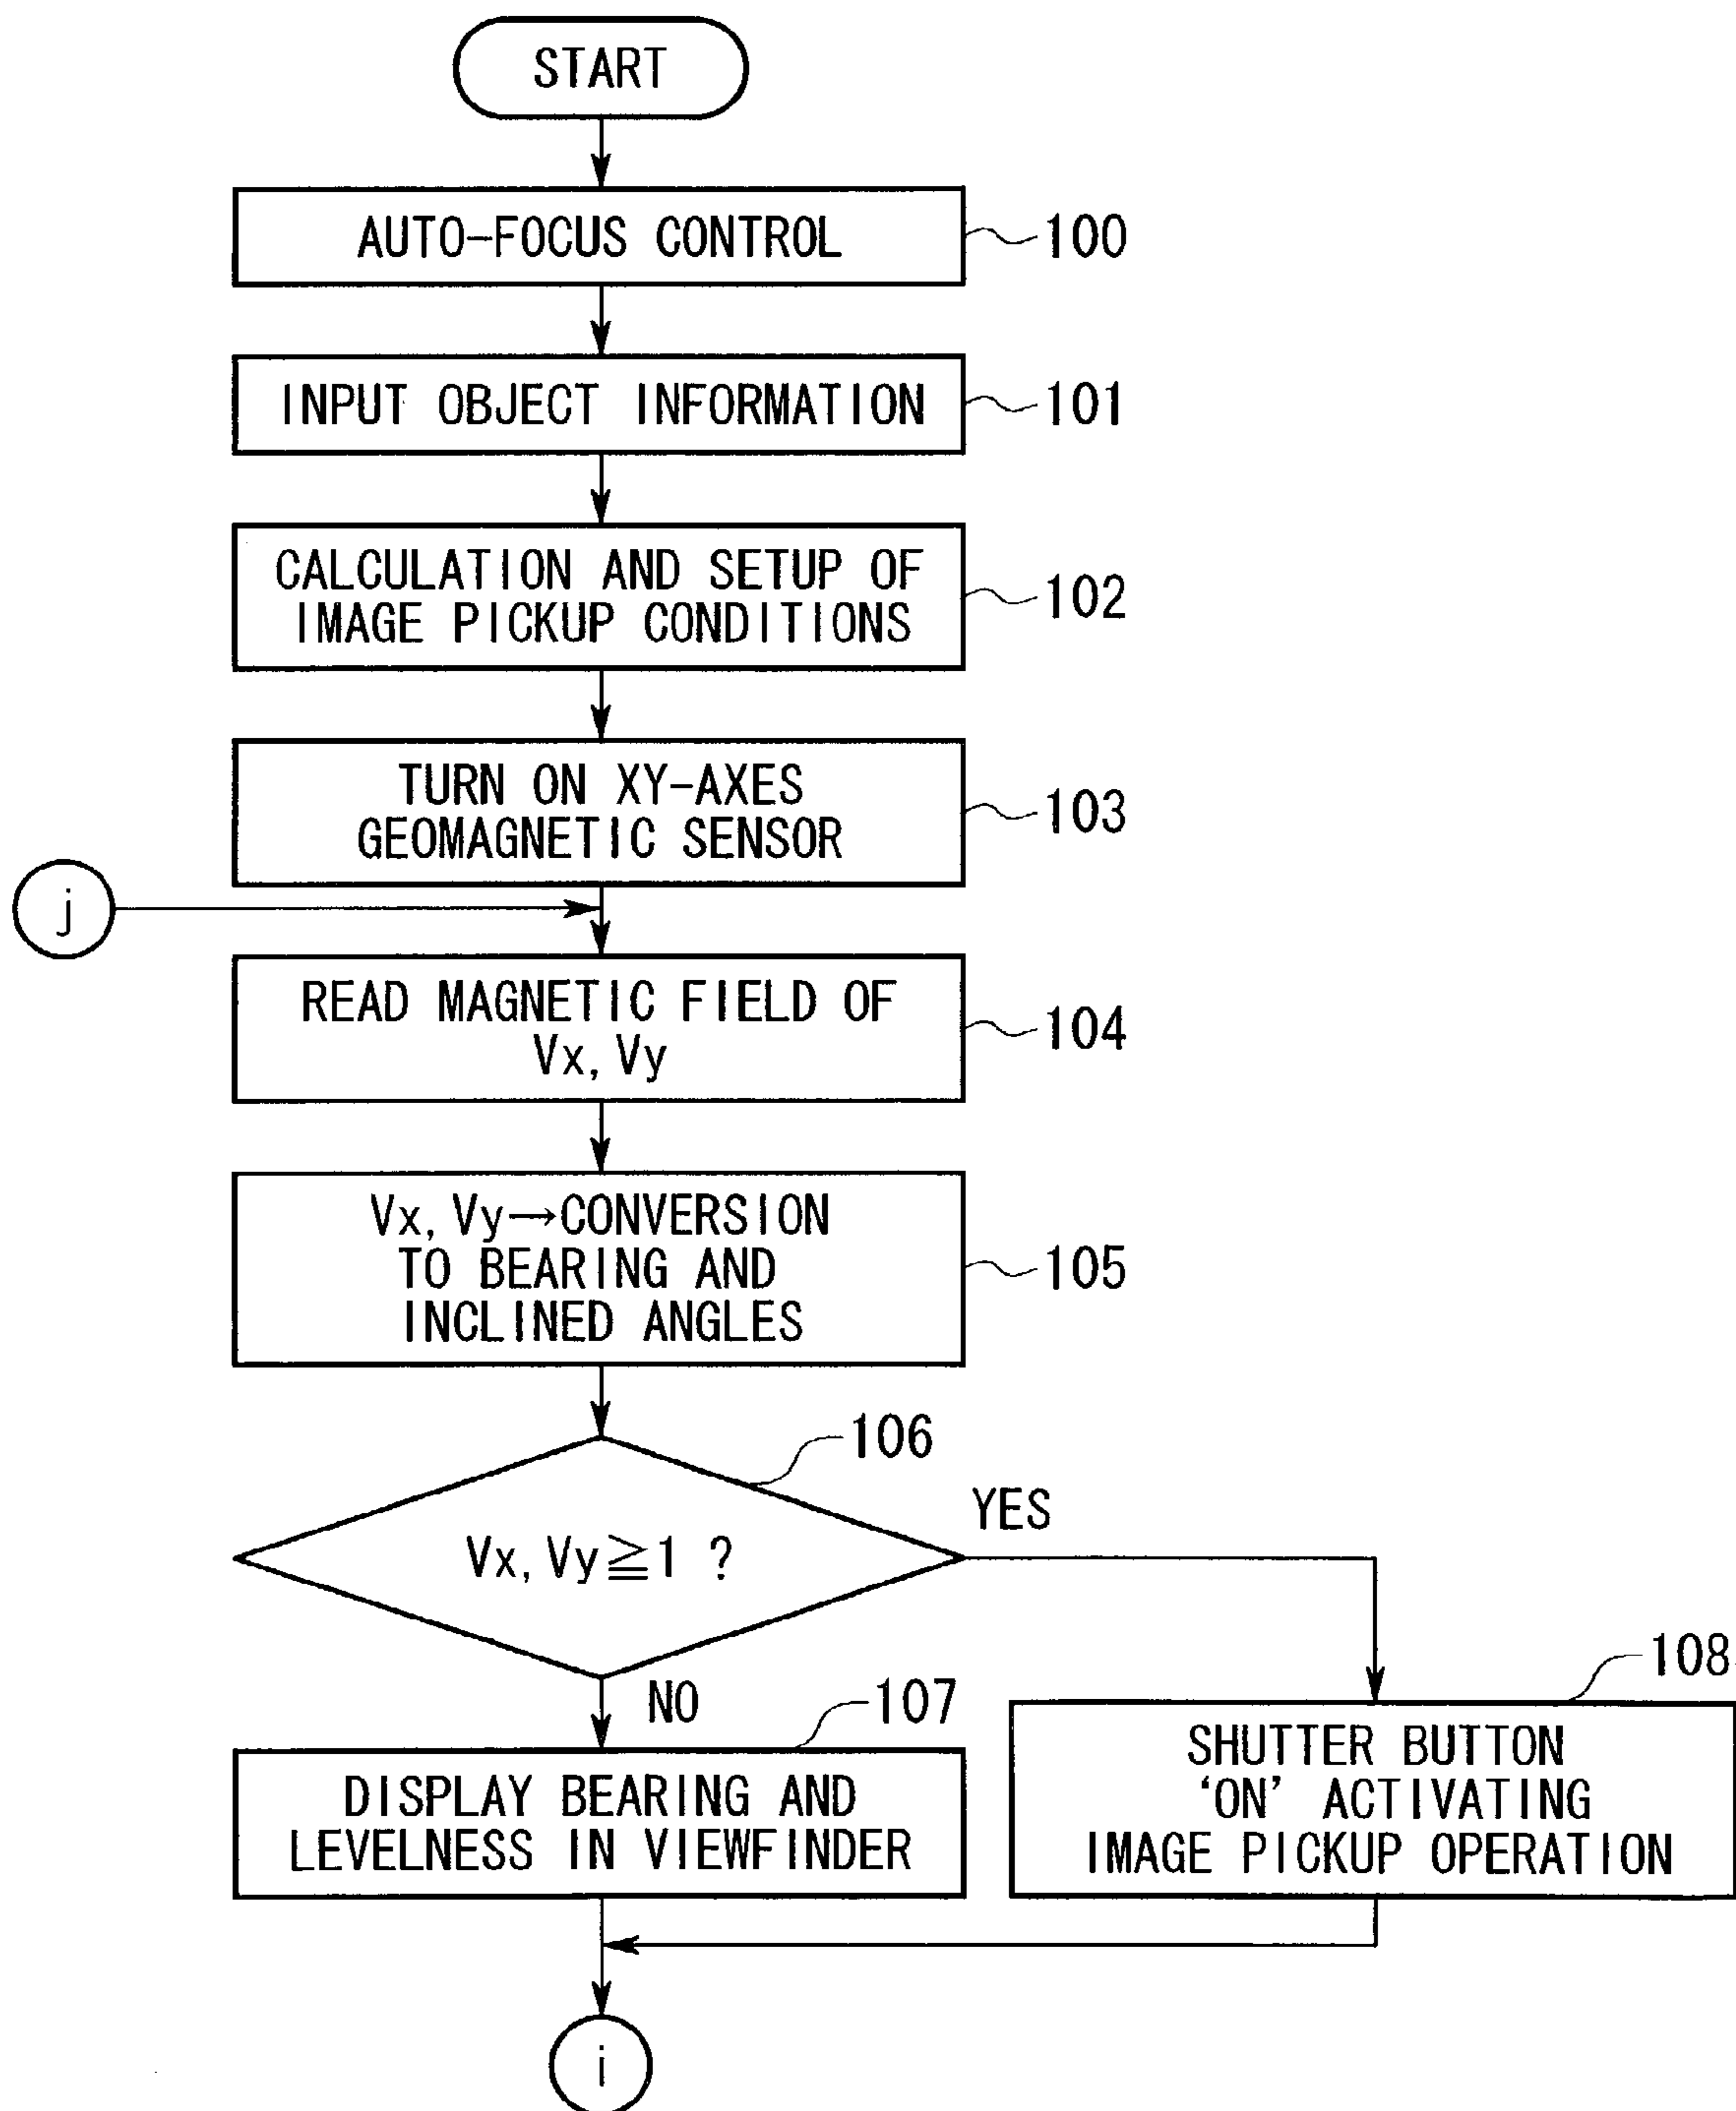 START
AUTO-FOCUS CONTROL
100
INPUT OBJECT INFORMATION
101
CALCULATION AND SETUP OF
IMAGE PICKUP CONDITIONS
102
TURN ON XY-AXES
GEOMAGNETIC SENSOR
103
j
READ MAGNETIC FIELD OF
Vx, Vy
104
Vx, Vy→CONVERSION
TO BEARING AND
INCLINED ANGLES
105
106
Vx, Vy≧1 ?
YES
NO
107
DISPLAY BEARING AND
LEVELNESS IN VIEWFINDER
108
SHUTTER BUTTON
‘ON’ ACTIVATING
IMAGE PICKUP OPERATION
i